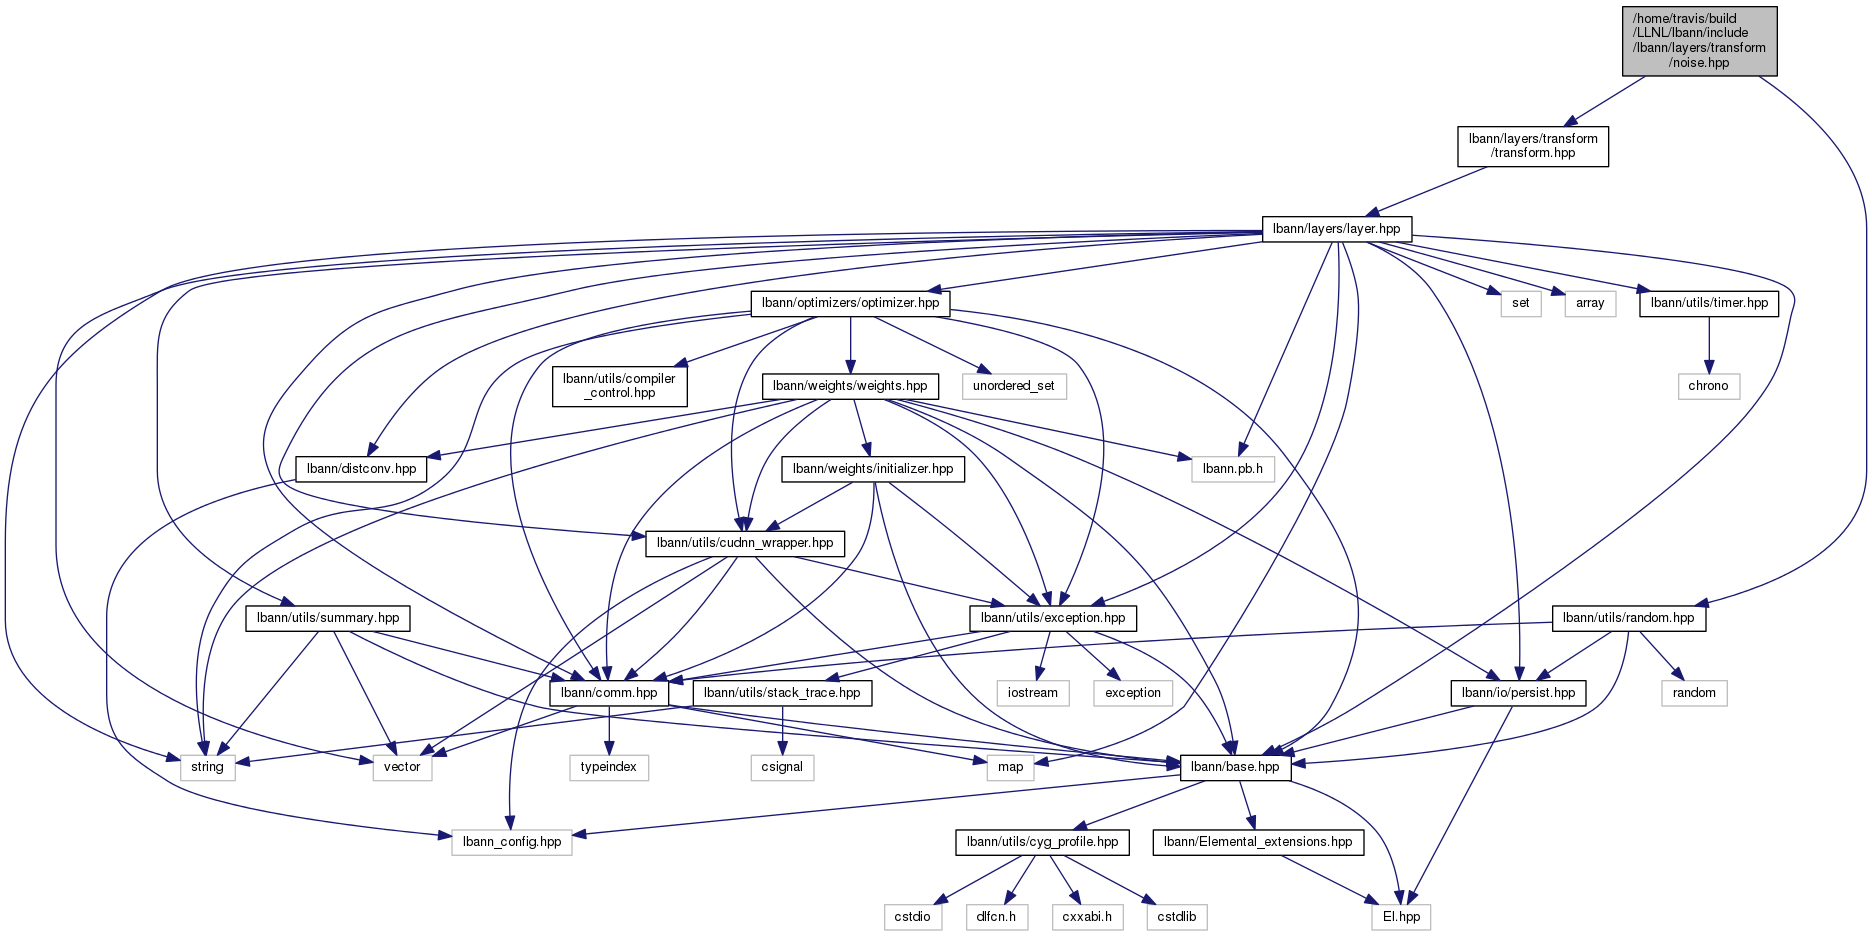 /home/travis/build
/LLNL/lbann/include
/lbann/layers/transform
/noise.hpp
lbann/layers/transform
/transform.hpp
lbann/layers/layer.hpp
lbann/optimizers/optimizer.hpp
set
array
lbann/utils/timer.hpp
lbann/utils/compiler
_control.hpp
lbann/weights/weights.hpp
unordered_set
chrono
lbann/distconv.hpp
lbann/weights/initializer.hpp
lbann.pb.h
lbann/utils/cudnn_wrapper.hpp
lbann/utils/summary.hpp
lbann/utils/exception.hpp
lbann/utils/random.hpp
lbann/comm.hpp
lbann/utils/stack_trace.hpp
iostream
exception
lbann/io/persist.hpp
random
string
vector
typeindex
csignal
map
lbann/base.hpp
lbann_config.hpp
lbann/utils/cyg_profile.hpp
lbann/Elemental_extensions.hpp
cstdio
dlfcn.h
cxxabi.h
cstdlib
El.hpp